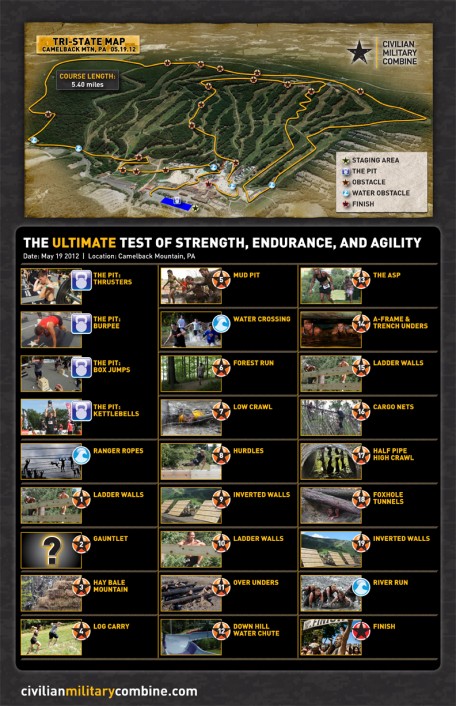 TRI-STATE MAP
CAMELBACK MTN, PA 05.19.12
CIVILIAN
MILITARY
COMBINE
COURSE LENGTH:
5.40 miles
STAGING AREA
THE PIT
OBSTACLE
WATER OBSTACLE
FINISH
THE ULTIMATE TEST OF STRENGTH, ENDURANCE, AND AGILITY
Date: May 19 2012 | Location: Camelback Mountain, PA
THE PIT:
THRUSTERS
THE PIT:
BURPEE
THE PIT:
BOX JUMPS
THE PIT:
KETTLEBELLS
RANGER ROPES
LADDER WALLS
?
2
GAUNTLET
3
HAY BALE
MOUNTAIN
4
LOG CARRY
5
MUD PIT
WATER CROSSING
6
FOREST RUN
7
LOW CRAWL
8
HURDLES
9
INVERTED WALLS
10
LADDER WALLS
11
OVER UNDERS
12
DOWN HILL
WATER CHUTE
13
THE ASP
14
A-FRAME &
TRENCH UNDERS
15
LADDER WALLS
16
CARGO NETS
17
HALF PIPE
HIGH CRAWL
18
FOXHOLE
TUNNELS
19
INVERTED WALLS
RIVER RUN
FINISH
civilianmilitarycombine.com